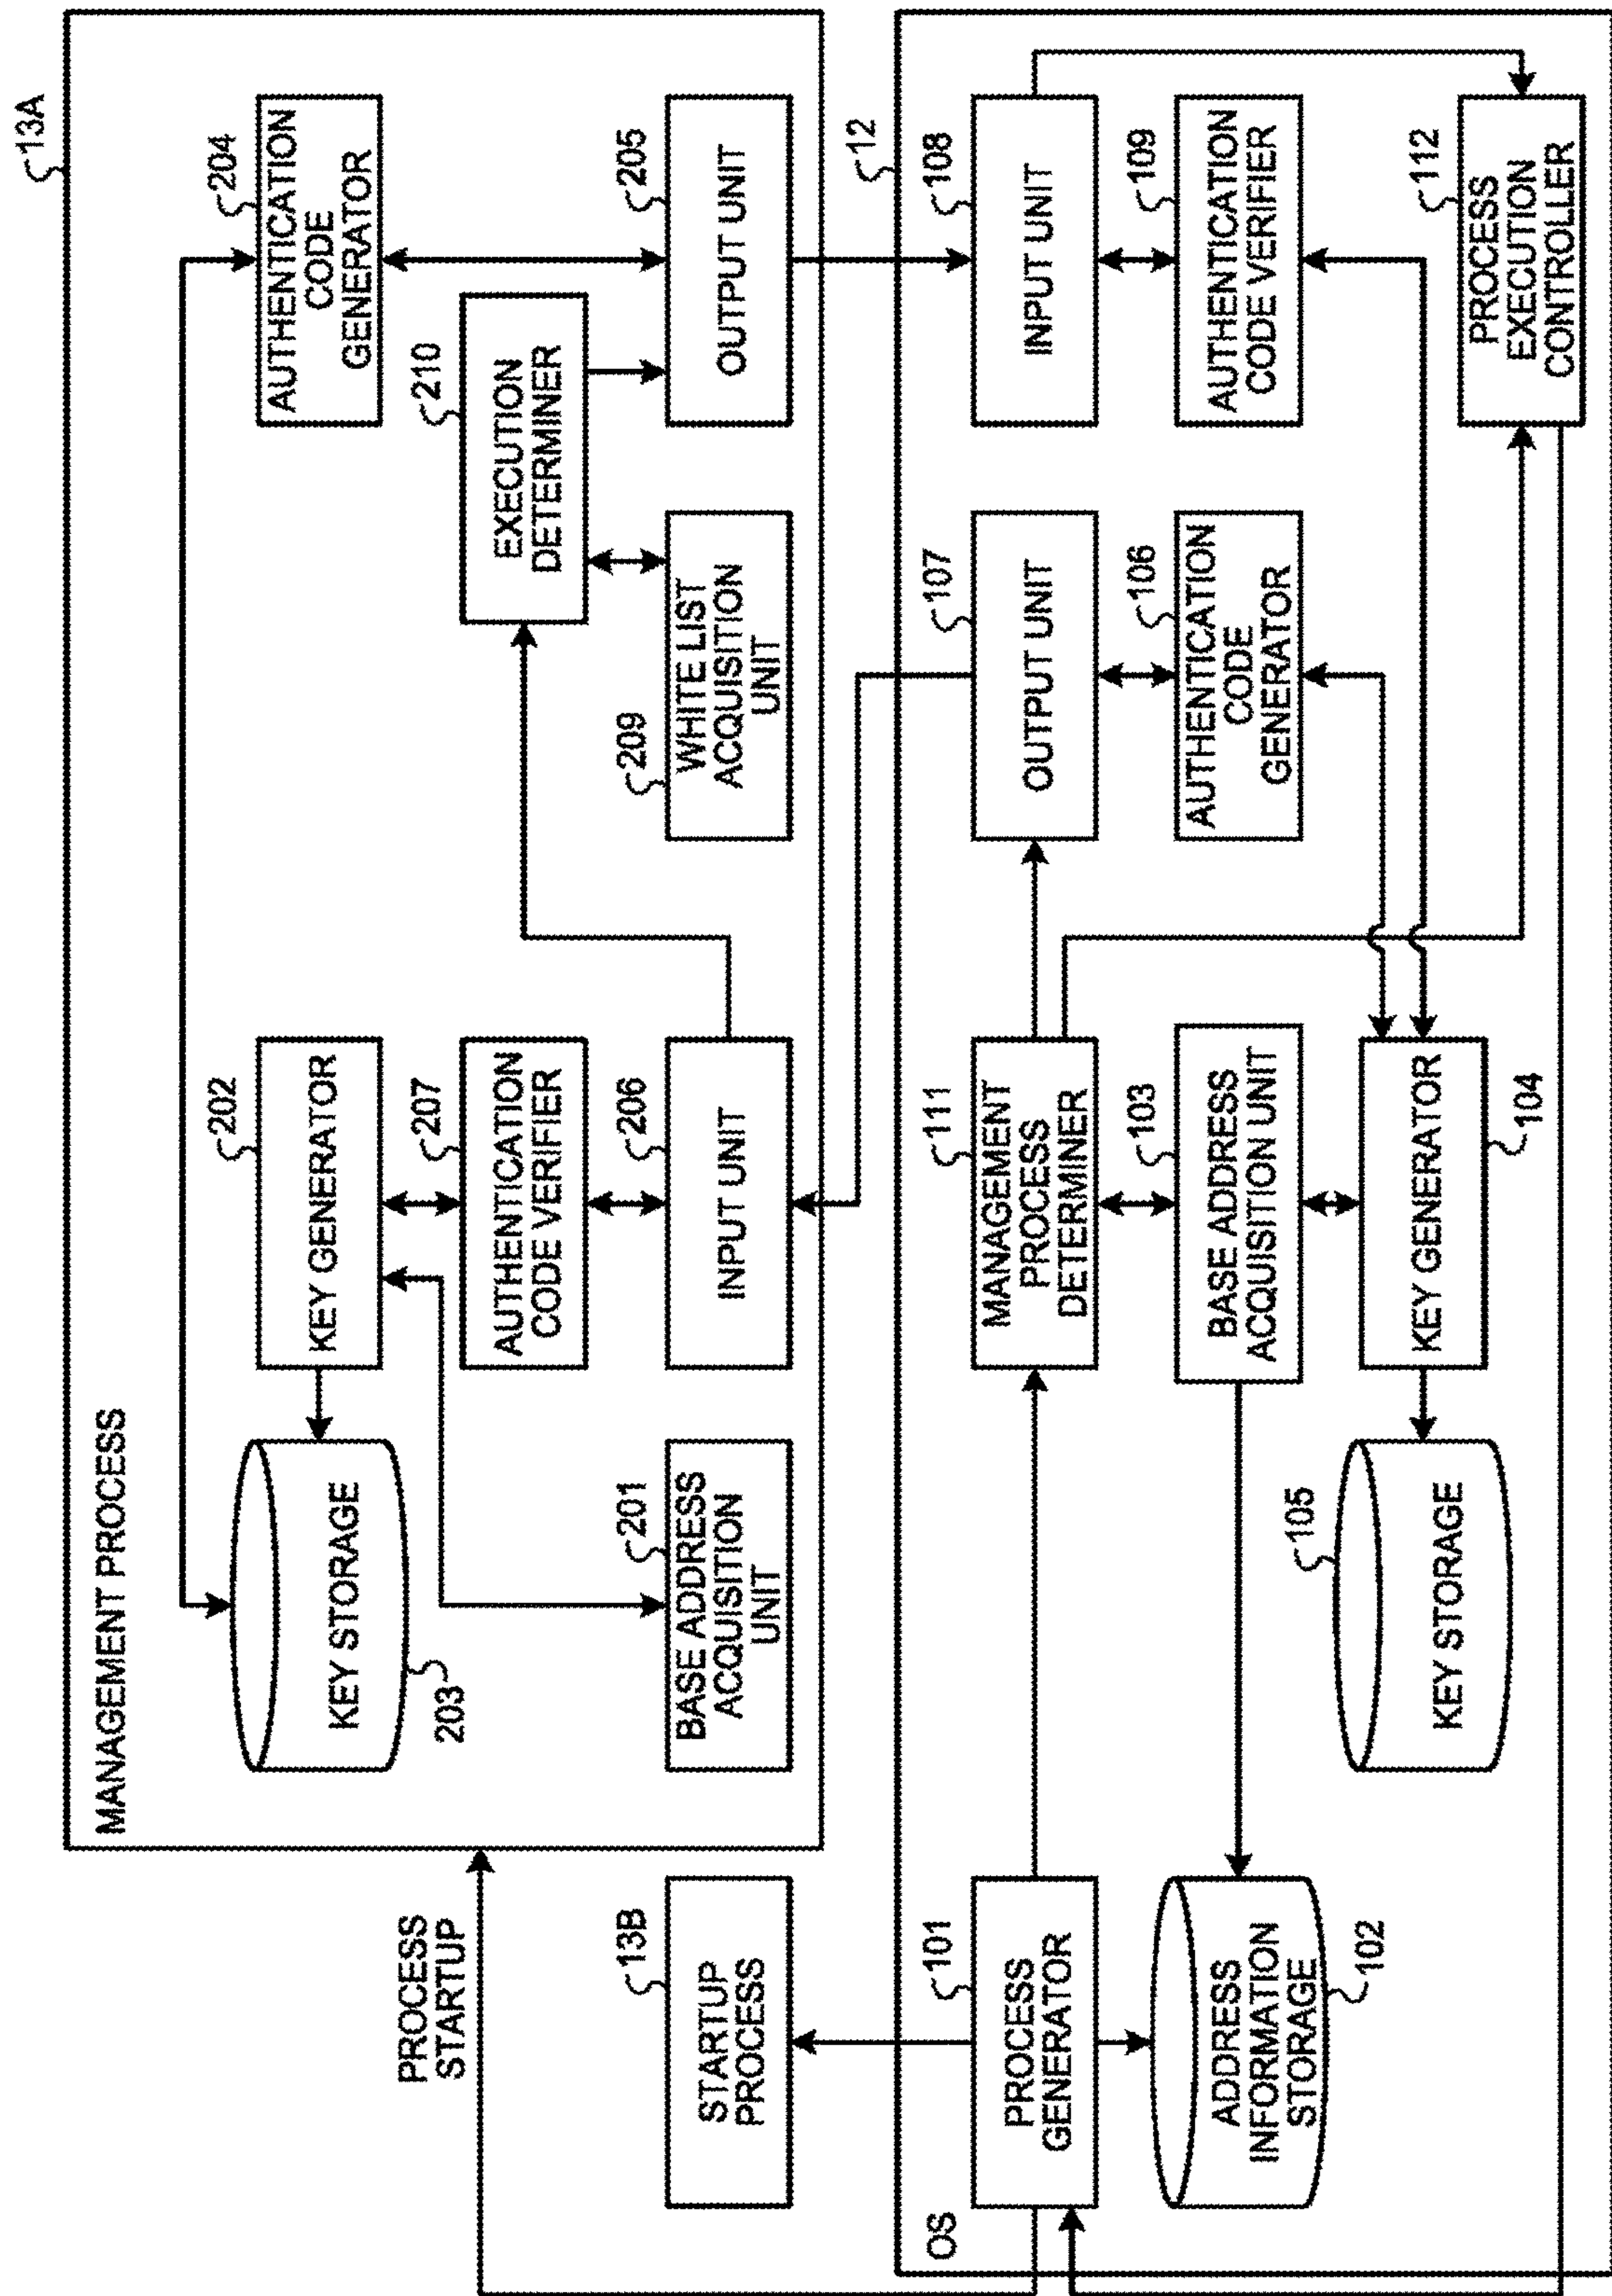 13A
MANAGEMENT PROCESS
203
KEY STORAGE
202
KEY GENERATOR
204
AUTHENTICATION
CODE
GENERATOR
207
AUTHENTICATION
CODE VERIFIER
210
EXECUTION
DETERMINER
PROCESS
STARTUP
13B
STARTUP
PROCESS
201
BASE ADDRESS
ACQUISITION
UNIT
206
INPUT UNIT
209
WHITE LIST
ACQUISITION
UNIT
205
OUTPUT UNIT
12
OS
101
PROCESS
GENERATOR
111
MANAGEMENT
PROCESS
DETERMINER
107
OUTPUT UNIT
108
INPUT UNIT
102
ADDRESS
INFORMATION
STORAGE
103
BASE ADDRESS
ACQUISITION UNIT
106
AUTHENTICATION
CODE
GENERATOR
109
AUTHENTICATION
CODE VERIFIER
105
KEY STORAGE
KEY GENERATOR
104
112
PROCESS
EXECUTION
CONTROLLER